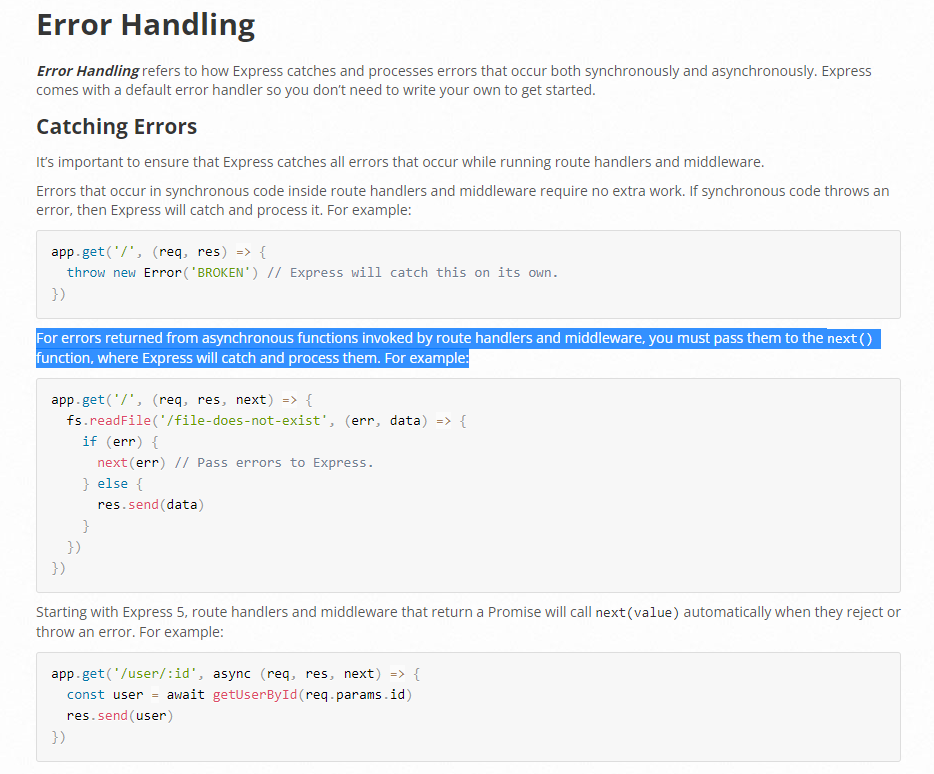 Error Handling
Error Handling refers to how Express catches and processes errors that occur both synchronously and asynchronously. Express
comes with a default error handler so you don’t need to write your own to get started.
Catching Errors
It’s important to ensure that Express catches all errors that occur while running route handlers and middleware.
Errors that occur in synchronous code inside route handlers and middleware require no extra work. If synchronous code throws an
error, then Express will catch and process it. For example:
app.get('/', (req, res) => {
  throw new Error('BROKEN') // Express will catch this on its own.
})
For errors returned from asynchronous functions invoked by route handlers and middleware, you must pass them to the next()
function, where Express will catch and process them. For example:
app.get('/', (req, res, next) => {
  fs.readFile('/file-does-not-exist', (err, data) => {
    if (err) {
      next(err) // Pass errors to Express.
    } else {
      res.send(data)
    }
  })
})
Starting with Express 5, route handlers and middleware that return a Promise will call next(value) automatically when they reject or
throw an error. For example:
app.get('/user/:id', async (req, res, next) => {
  const user = await getUserById(req.params.id)
  res.send(user)
})